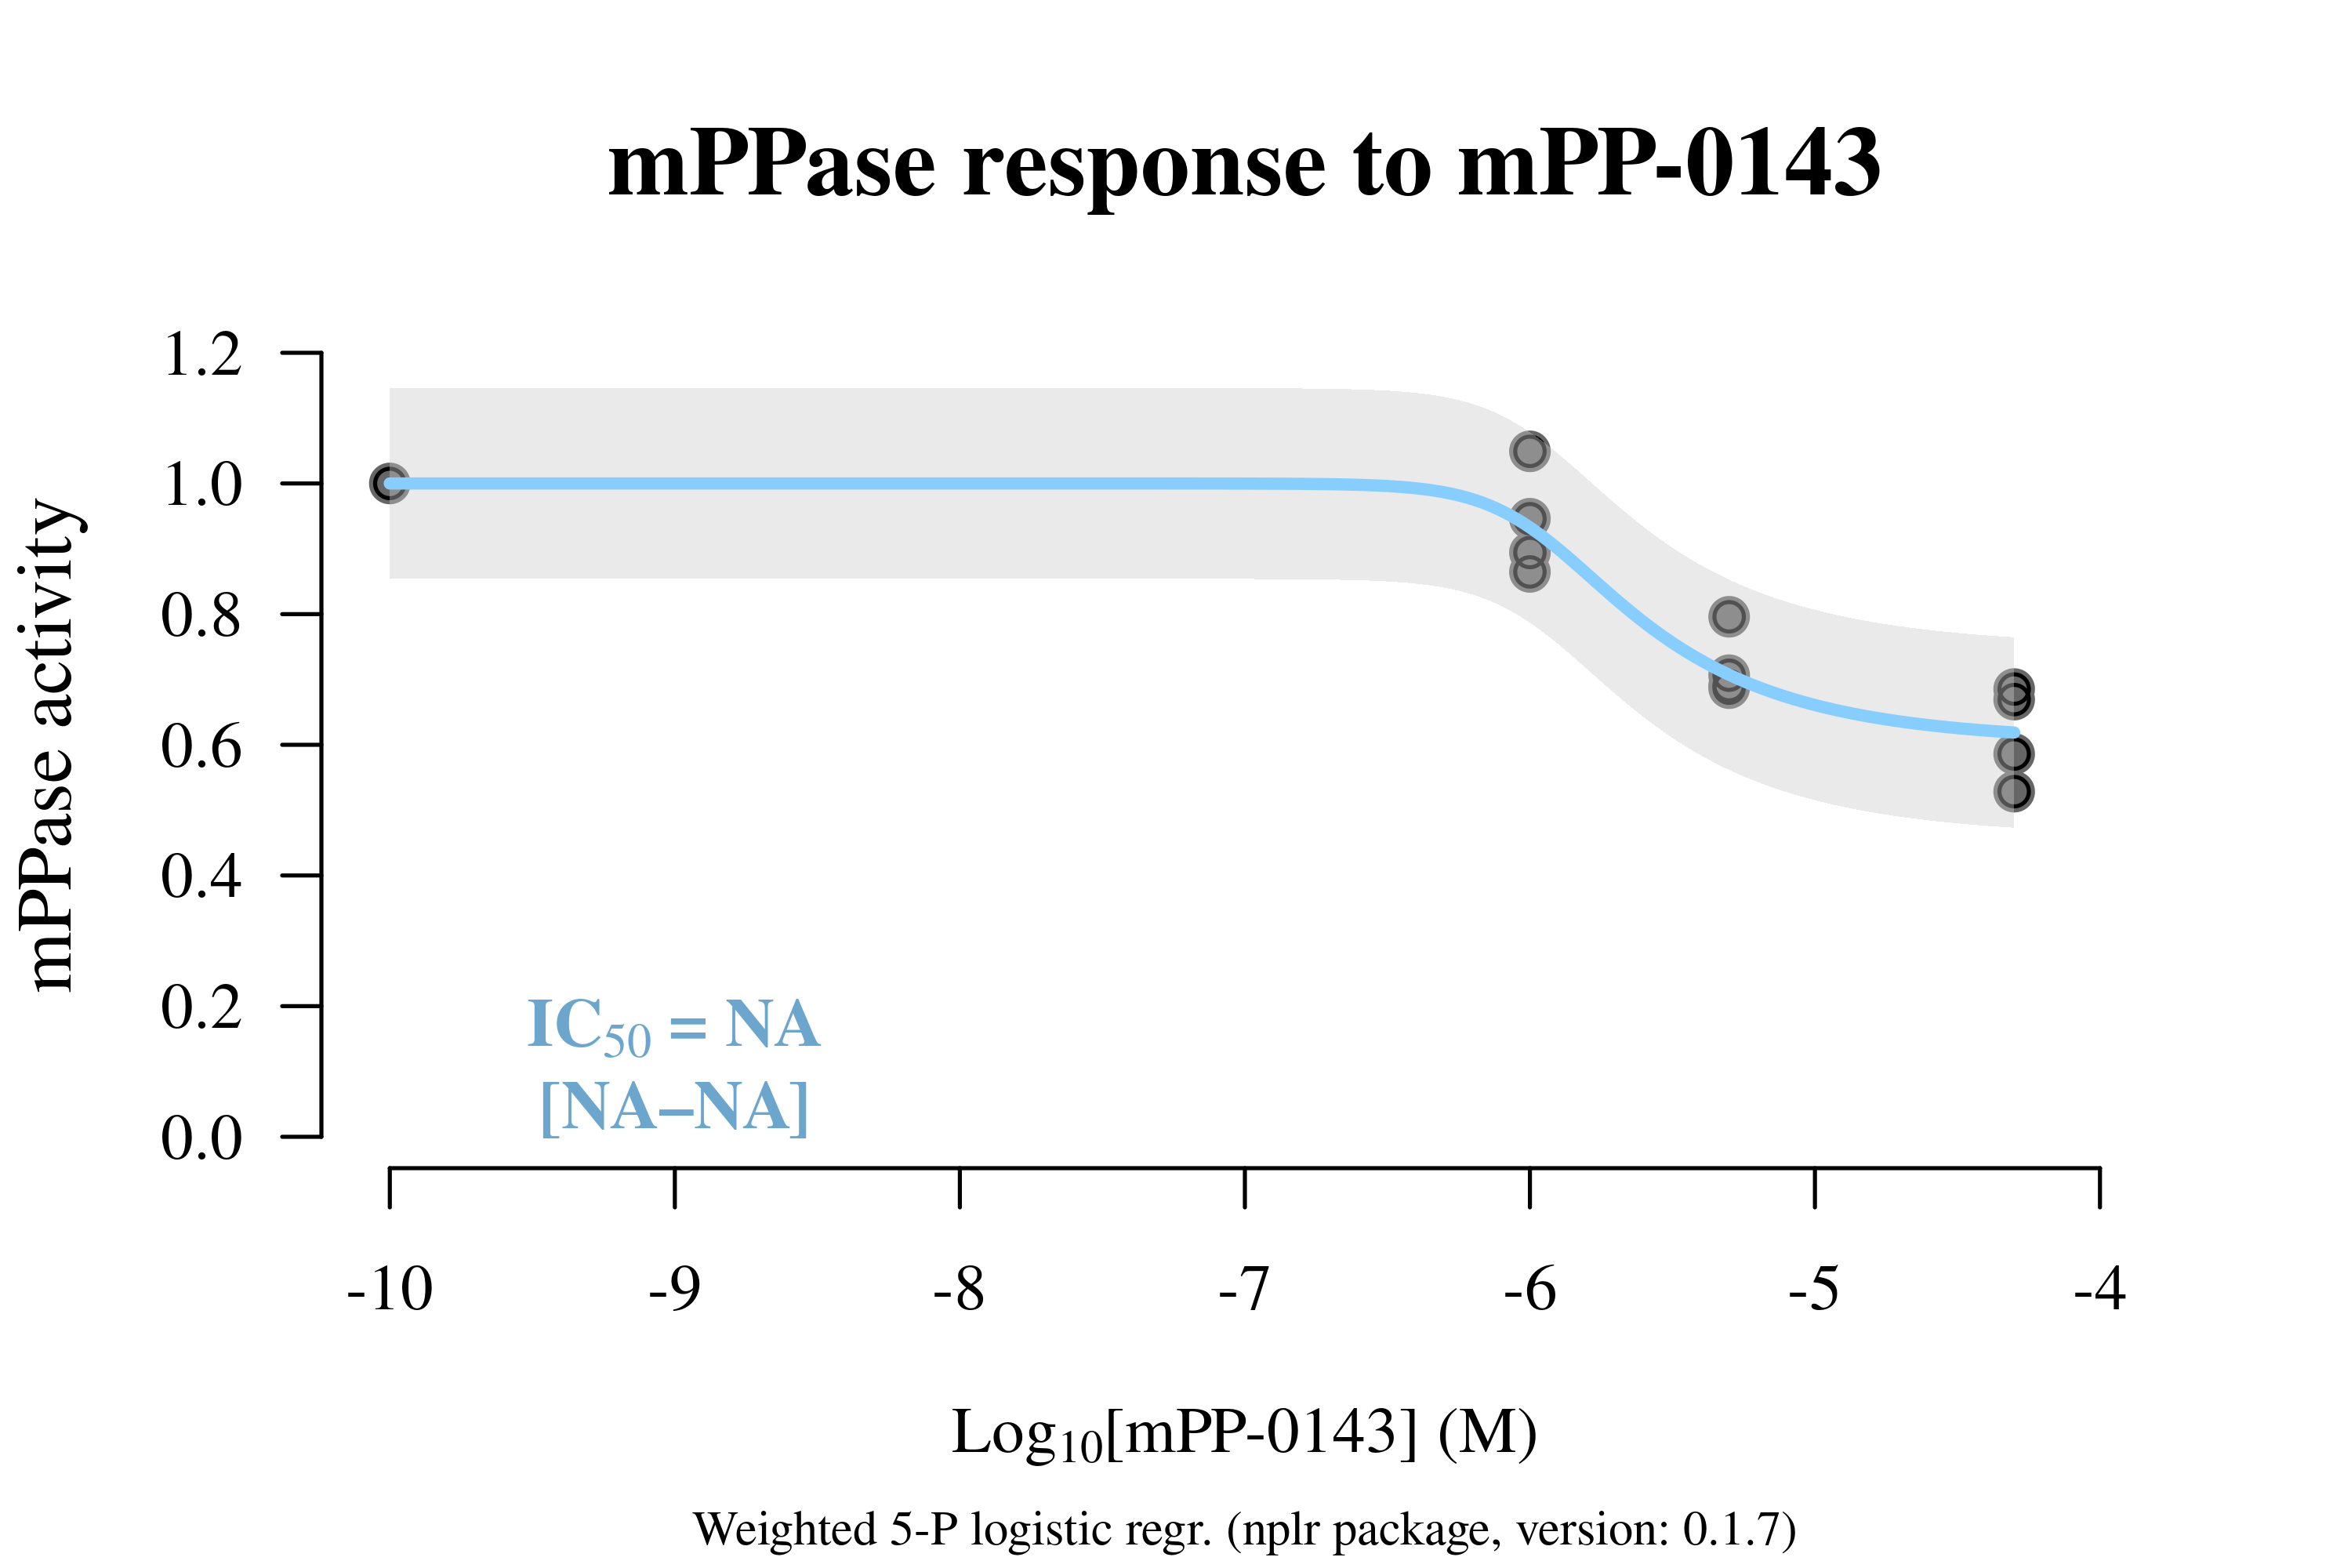 mPPase response to mPP-0143
mPPase activity
1.2
1.0
0.8
0.6
0.4
0.2
0.0
IC50 = NA
[NA–NA]
-10 -9 -8 -7 -6 -5 -4
Log10[mPP-0143] (M)
Weighted 5-P logistic regr. (nplr package, version: 0.1.7)